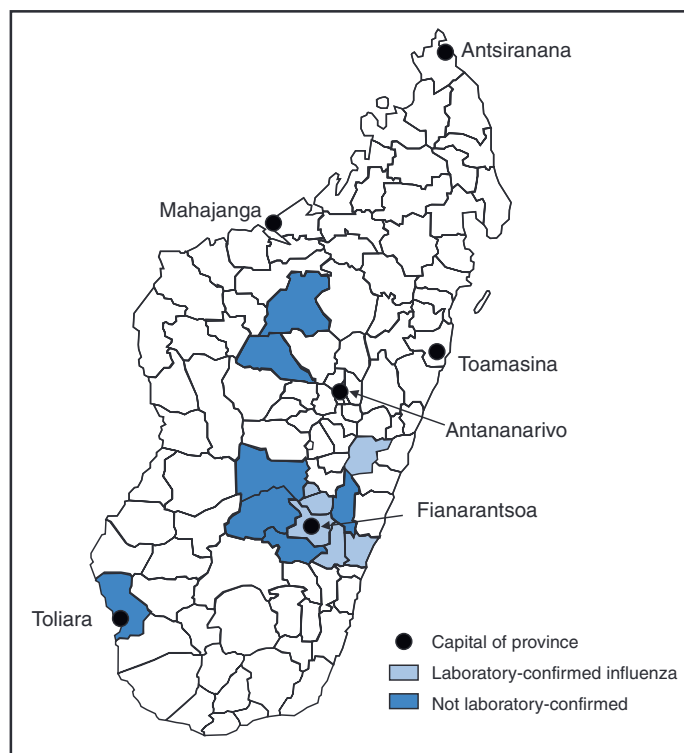 Antsiranana
Mahajanga
Toamasina
Antananarivo
Fianarantsoa
Toliara
Capital of province
Laboratory-confirmed influenza
Not laboratory-confirmed